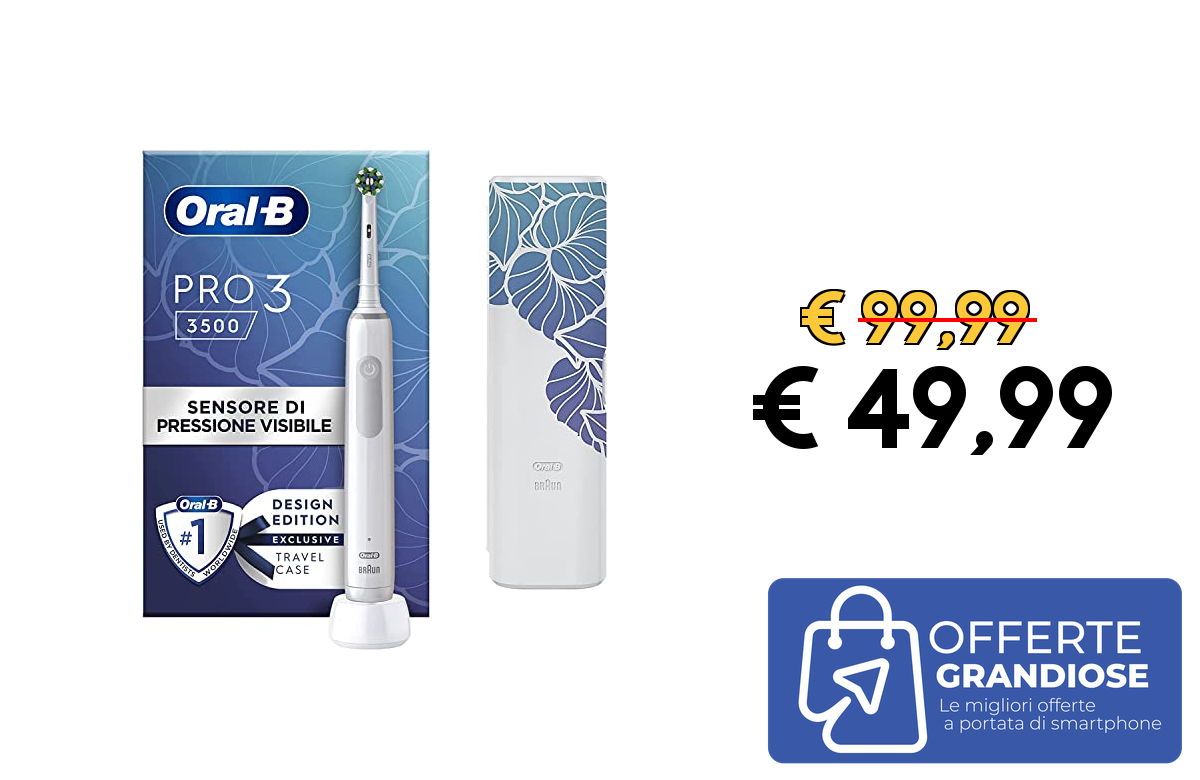 Oral-B
PRO 3
3500
SENSORE DI
PRESSIONE VISIBILE
Oral-B
#1
USED BY DENTISTS WORLDWIDE
DESIGN
EDITION
EXCLUSIVE
TRAVEL
CASE
Oral-B
BRAUN
Oral-B
BRAUN
€ 99,99
€ 49,99
OFFERTE
GRANDIOSE
Le migliori offerte
a portata di smartphone